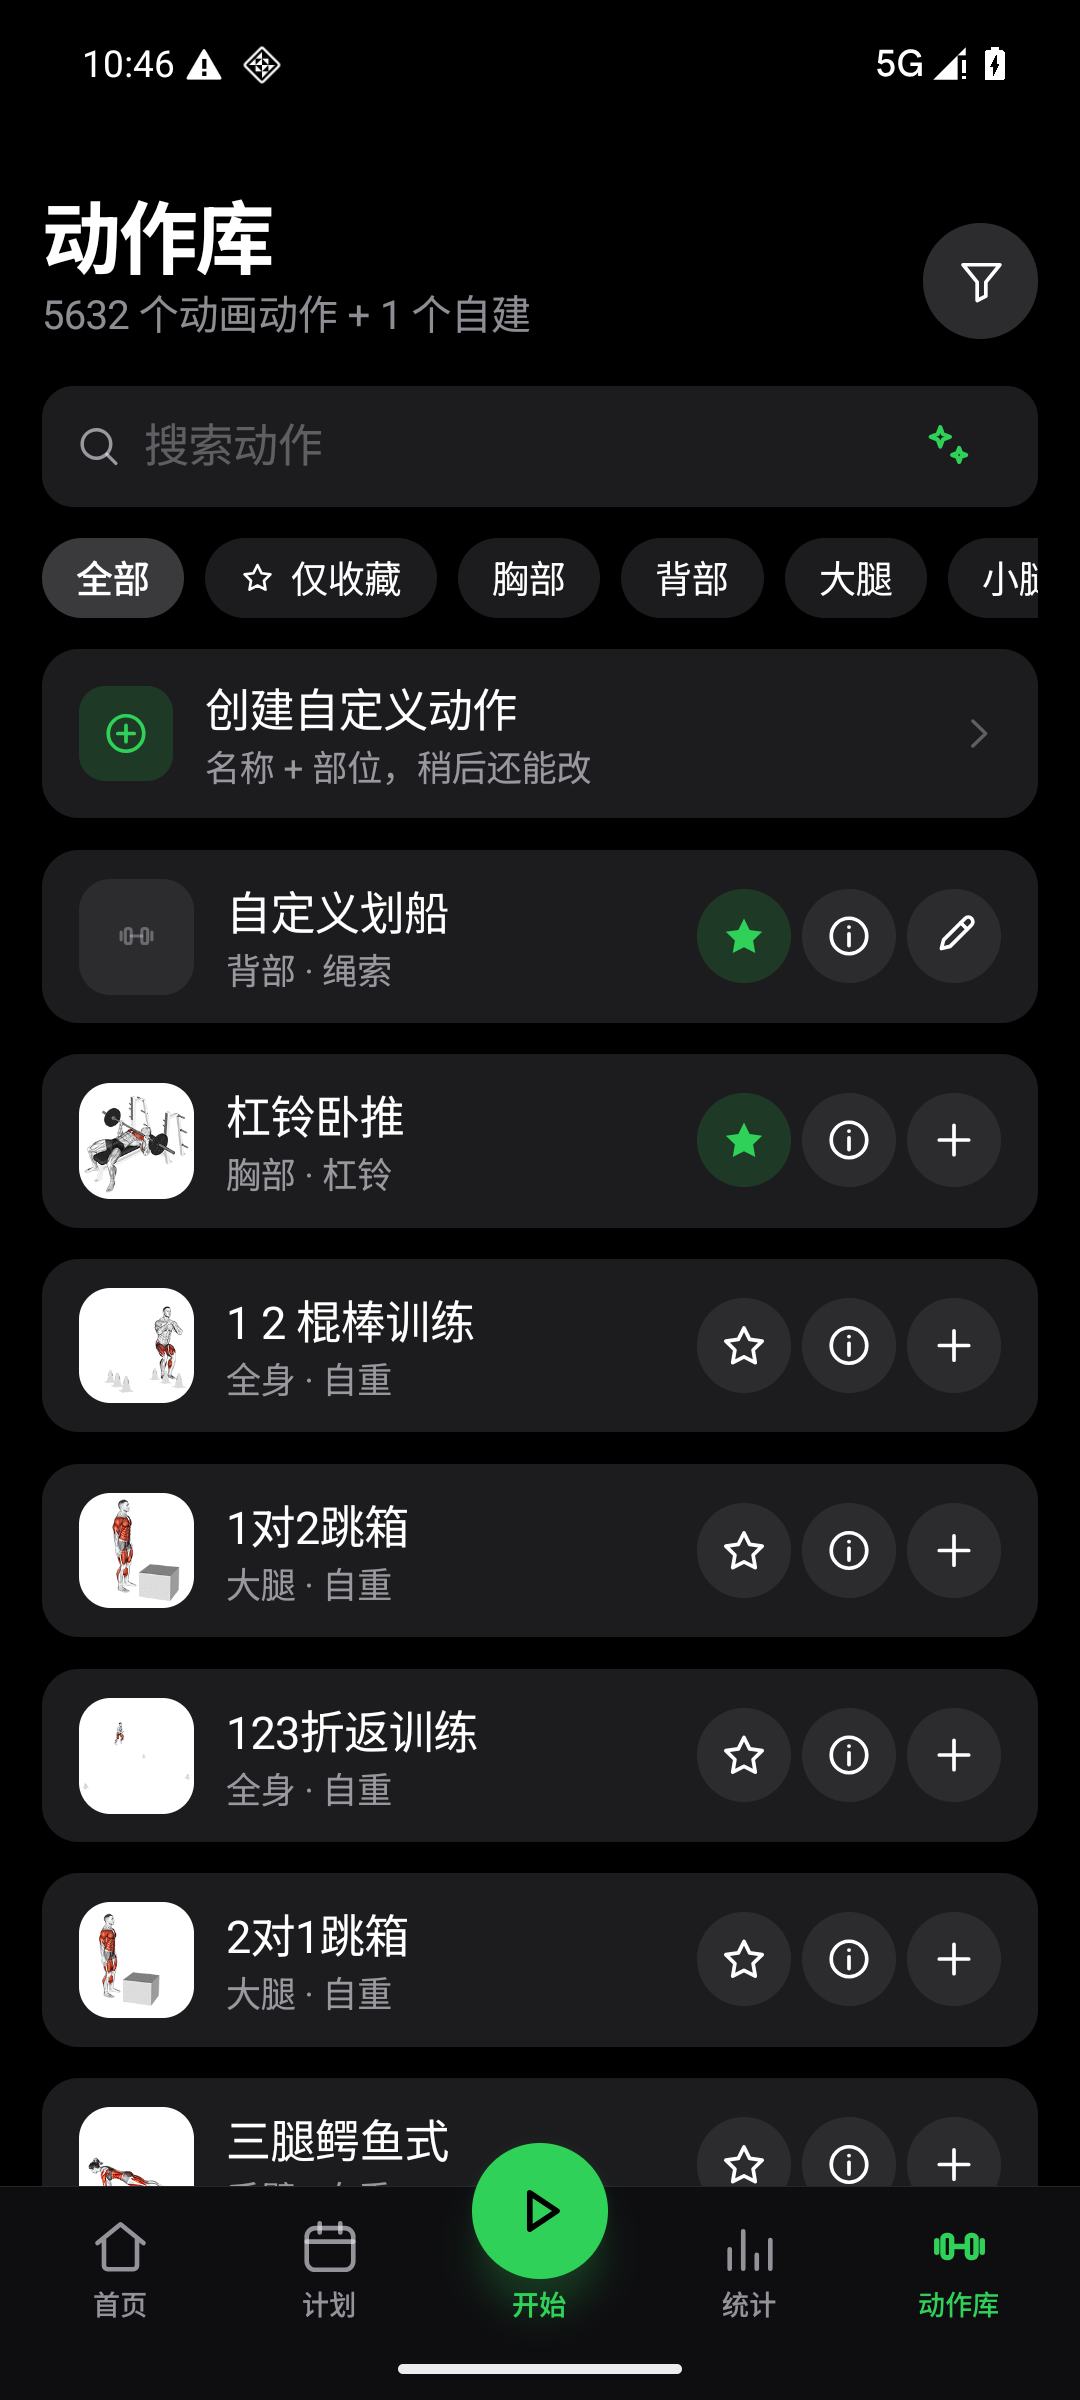 10:46
5G
动作库
5632 个动画动作 + 1 个自建
搜索动作
全部
仅收藏
胸部
背部
大腿
创建自定义动作
名称 + 部位，稍后还能改
自定义划船
背部 · 绳索
杠铃卧推
胸部 · 杠铃
1 2 棍棒训练
全身 · 自重
1对2跳箱
大腿 · 自重
123折返训练
全身 · 自重
2对1跳箱
大腿 · 自重
三腿鳄鱼式
首页
计划
开始
统计
动作库